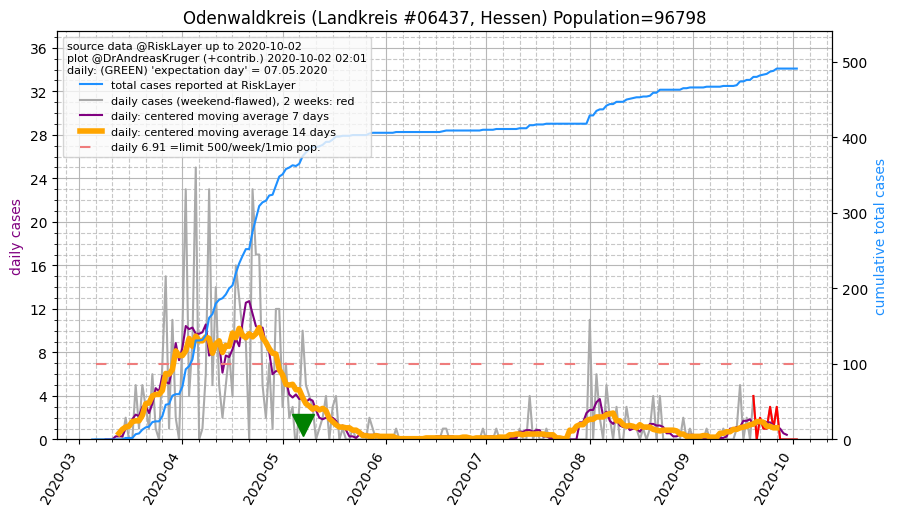 Odenwaldkreis (Landkreis #06437, Hessen) Population=96798
source data @RiskLayer up to 2020-10-02
plot @DrAndreasKruger (+contrib.) 2020-10-02 02:01
daily: (GREEN) 'expectation day' = 07.05.2020
total cases reported at RiskLayer
daily cases (weekend-flawed), 2 weeks: red
daily: centered moving average 7 days
daily: centered moving average 14 days
daily 6.91 =limit 500/week/1mio pop.
daily cases
36
32
28
24
20
16
12
8
4
0
cumulative total cases
500
400
300
200
100
0
2020-03
2020-04
2020-05
2020-06
2020-07
2020-08
2020-09
2020-10